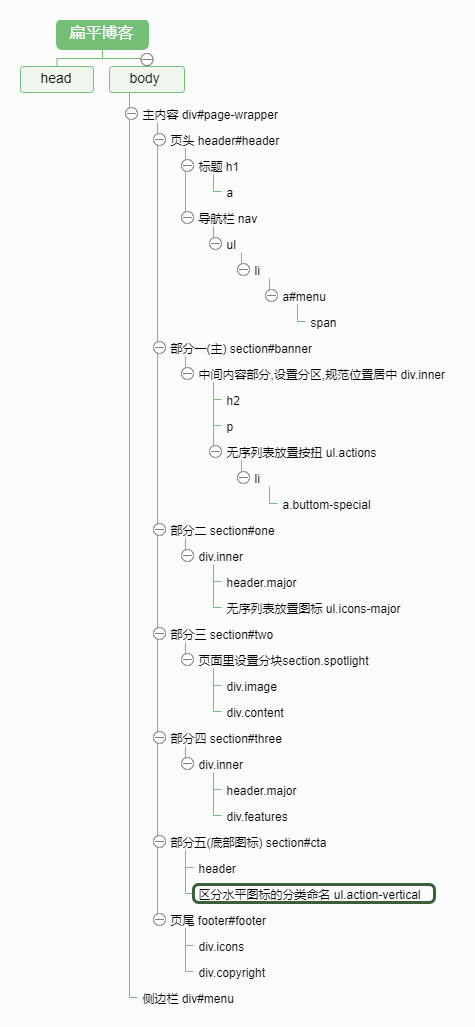 扁平博客
head
body
主内容 div#page-wrapper
页头 header#header
标题 h1
a
导航栏 nav
ul
li
a#menu
span
部分一(主) section#banner
中间内容部分,设置分区,规范位置居中 div.inner
h2
p
无序列表放置按扭 ul.actions
li
a.buttom-special
部分二 section#one
div.inner
header.major
无序列表放置图标 ul.icons-major
部分三 section#two
页面里设置分块section.spotlight
div.image
div.content
部分四 section#three
div.inner
header.major
div.features
部分五(底部图标) section#cta
header
区分水平图标的分类命名 ul.action-vertical
页尾 footer#footer
div.icons
div.copyright
侧边栏 div#menu